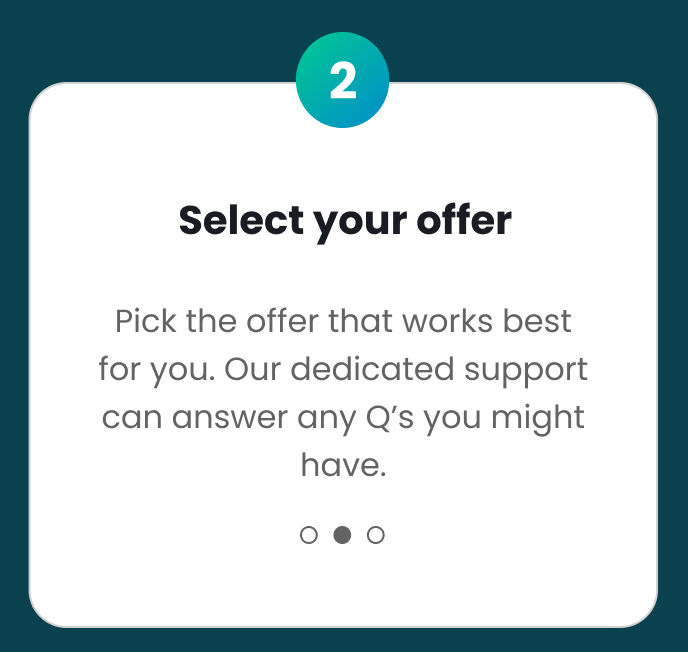 2
Select your offer
Pick the offer that works best
for you. Our dedicated support
can answer any Q’s you might
have.